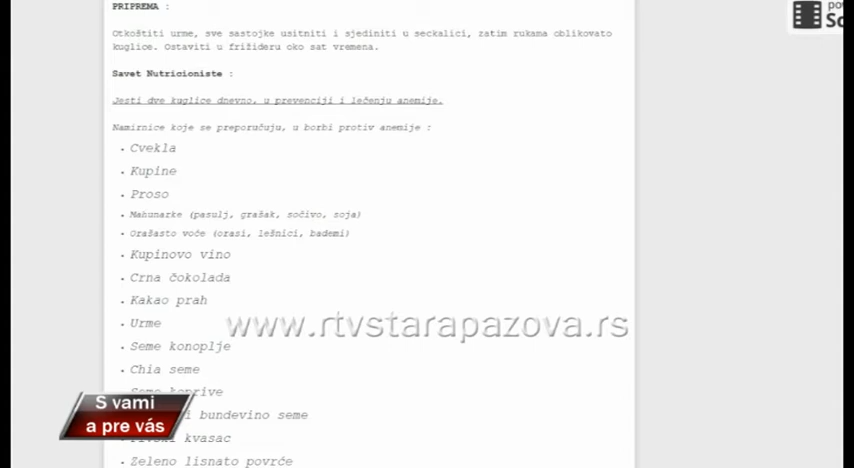 PRIPREMA :
Otkoštiti urme, sve sastojke usitniti i sjediniti u seckalici, zatim rukama oblikovato
kuglice. Ostaviti u frižideru oko sat vremena.
Savet Nutricioniste :
Jesti dve kuglice dnevno, u prevenciji i lečenju anemije.
Namirnice koje se preporučuju, u borbi protiv anemije :
• Cvekla
• Kupine
• Proso
• Mahunarke (pasulj, grašak, sočivo, soja)
• Orašasto voće (orasi, lešnici, bademi)
• Kupinovo vino
• Crna čokolada
• Kakao prah
• Urme
www.rtvstarapazova.rs
• Seme konoplje
• Chia seme
Seme koprive
i bundevino seme
kvasac
• Zeleno lisnato povrće
S vami
a pre vás